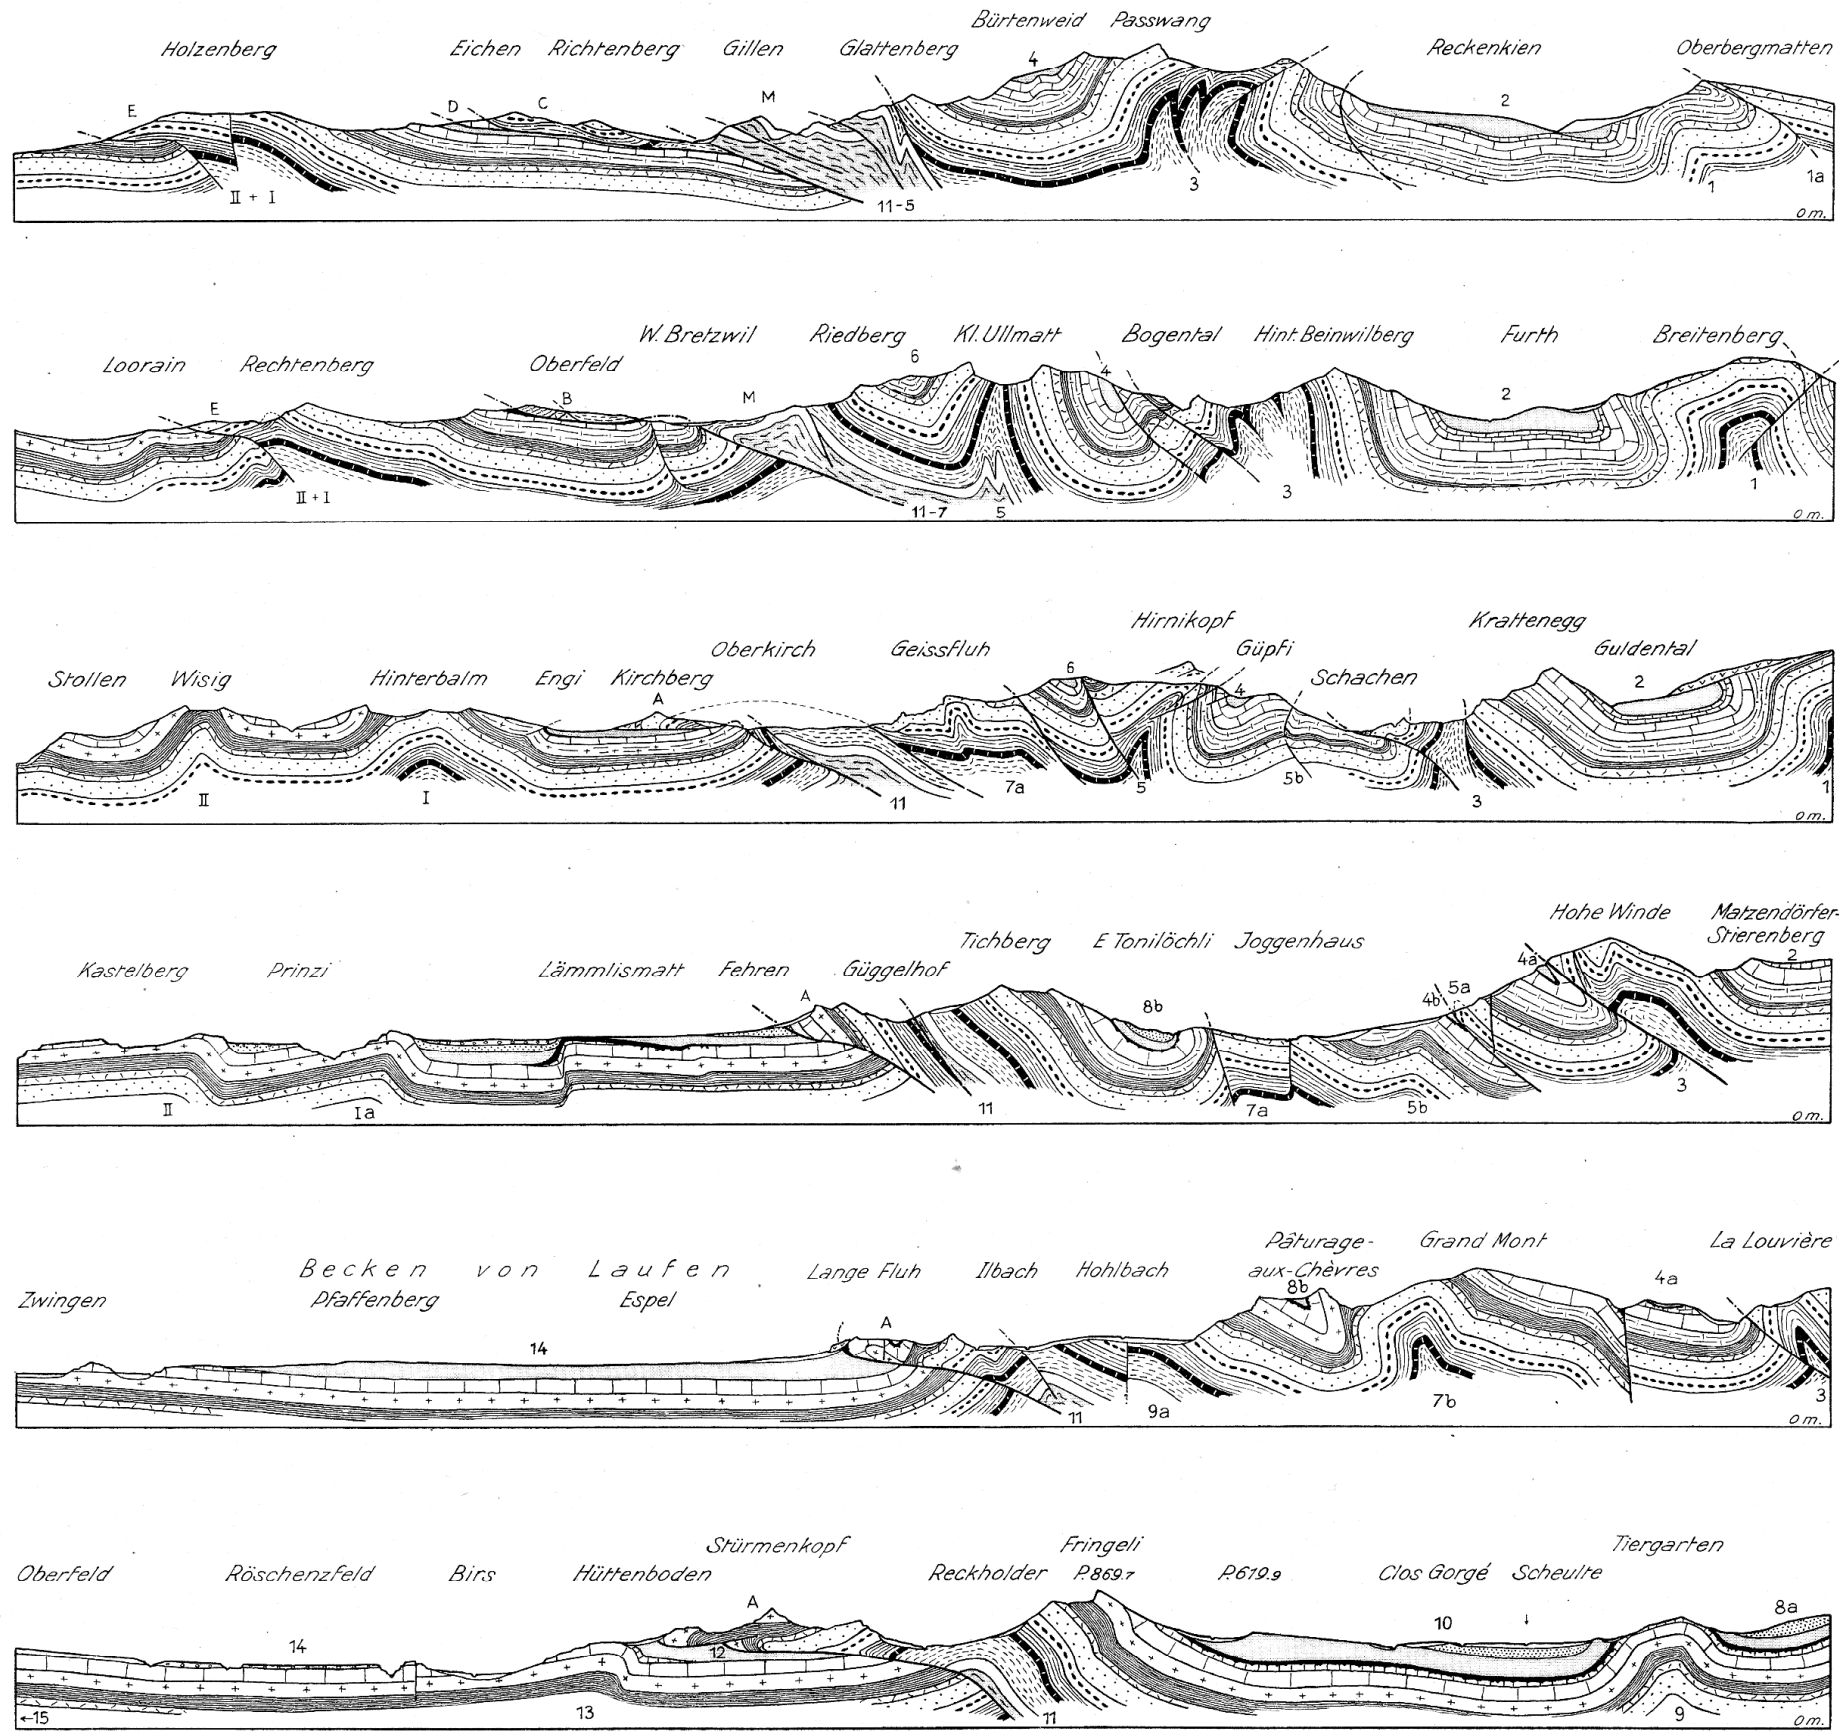 Bürtenweid Passwang
Holzenberg Eichen Richtenberg Gillen Glattenberg Reckenkien Oberbergmatten
4
E D C M 2
3 1 1a
II + I 11-5
0 m.
W. Bretzwil Riedberg Kl. Ullmatt Bogental Hint. Beinwilberg Furth Breitenberg
Loorain Rechtenberg Oberfeld
6 4
E B M 2
II + I 11-7 5 3 1
0 m.
Hirnikopf Krattenegg
Oberkirch Geissfluh Güpfi Guldental
Stollen Wisig Hinterbalm Engi Kirchberg Schachen
A 6 4 2
II I 11 7a 5 5b 3 1
0 m.
Hohe Winde Matzendörfer-
Tichberg E Tonilöchli Joggenhaus Stierenberg
Kastelberg Prinzi Lämmlismatt Fehren Güggelhof
4a 2
A 8b 4b 5a
II Ia 11 7a 5b 3
0 m.
Pâturage- Grand Mont La Louvière
Becken von Laufen Lange Fluh Ilbach Hohlbach aux-Chèvres
Zwingen Pfaffenberg Espel
8b 4a
14 A
11 9a 7b 3
0 m.
Stürmenkopf Fringeli Tiergarten
Oberfeld Röschenzfeld Birs Hüttenboden Reckholder P.869.7 P.619.9 Clos Gorgé Scheulte
A 8a
14 12 10 ↓
←15 13 11 9
0 m.